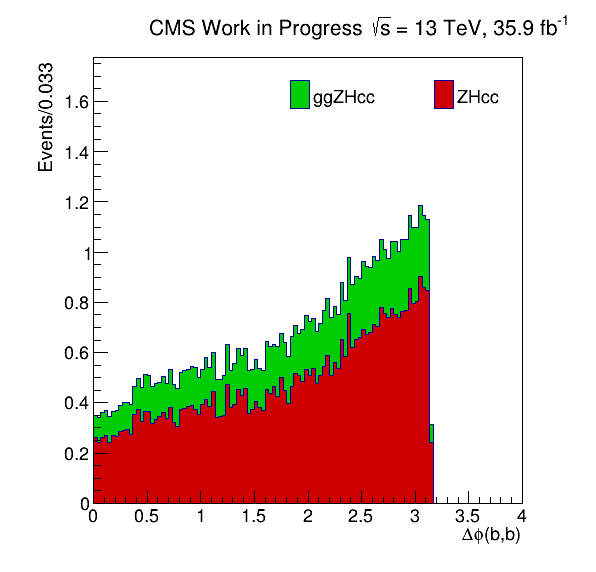 CMS Work in Progress √s = 13 TeV, 35.9 fb⁻¹
Events/0.033
ggZHcc ZHcc
1.6
1.4
1.2
1
0.8
0.6
0.4
0.2
0
0 0.5 1 1.5 2 2.5 3 3.5 4
Δϕ(b,b)